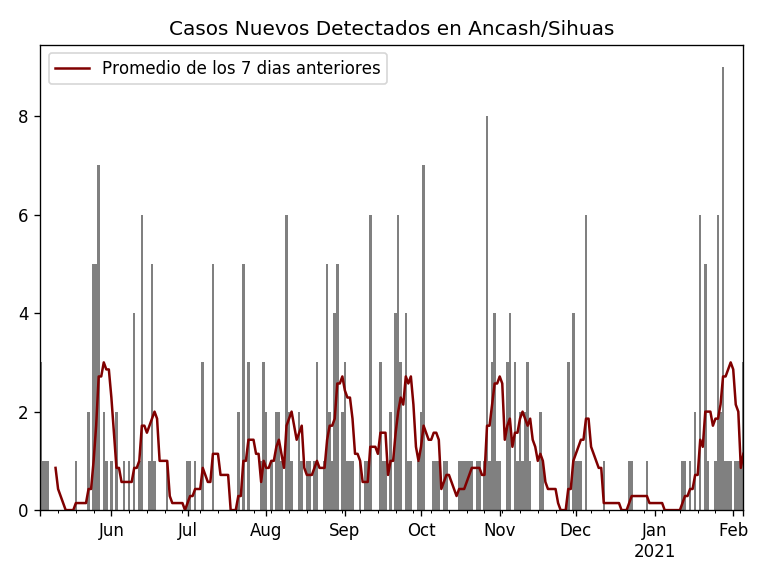 Casos Nuevos Detectados en Ancash/Sihuas
Promedio de los 7 dias anteriores
8
6
4
2
0
Jun Jul Aug Sep Oct Nov Dec Jan Feb
2021